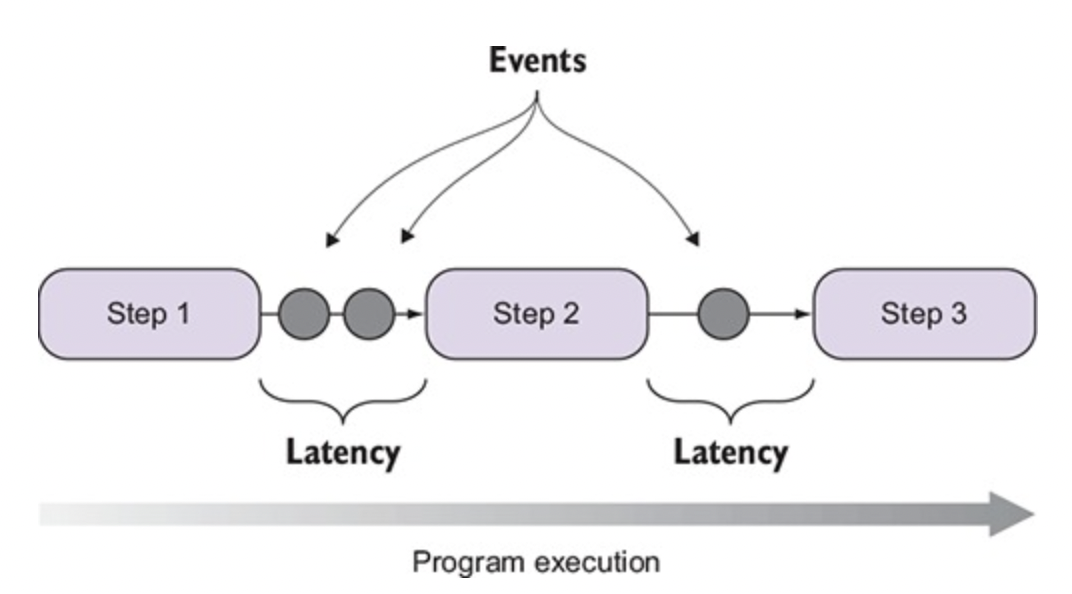 Events
Step 1
Step 2
Step 3
Latency
Latency
Program execution